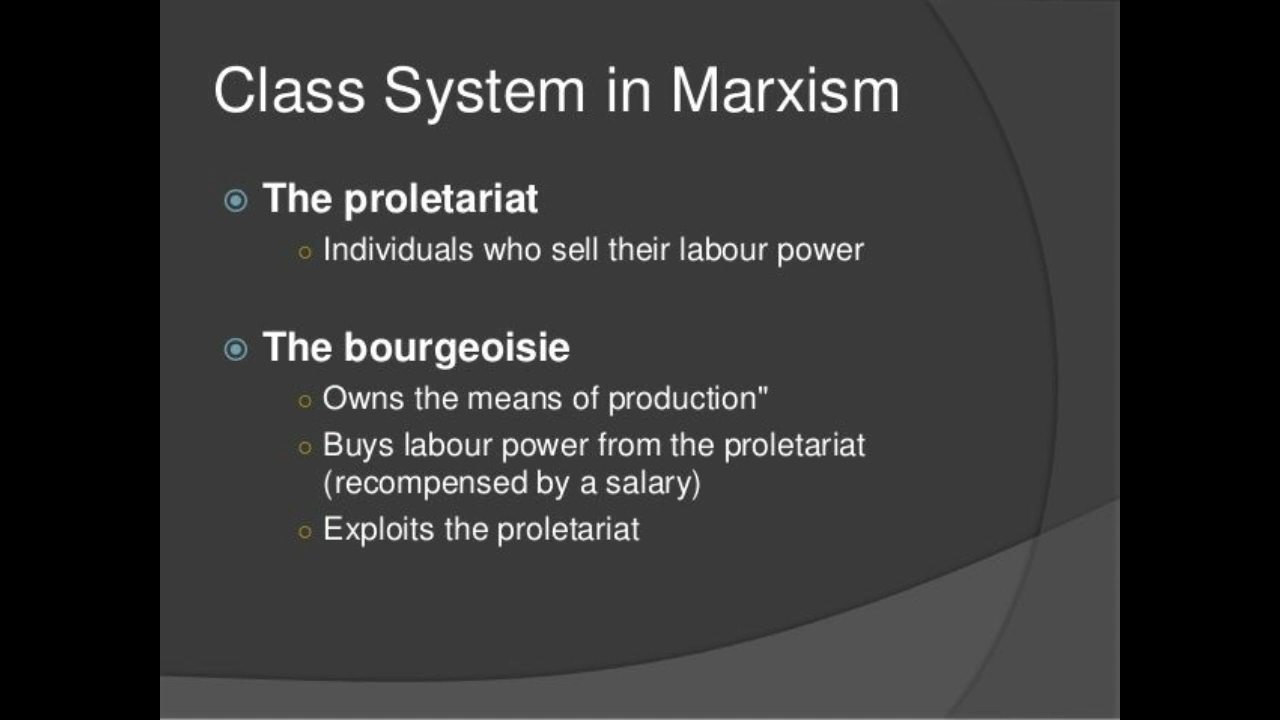 Class System in Marxism
The proletariat
Individuals who sell their labour power
The bourgeoisie
Owns the means of production"
Buys labour power from the proletariat
(recompensed by a salary)
Exploits the proletariat